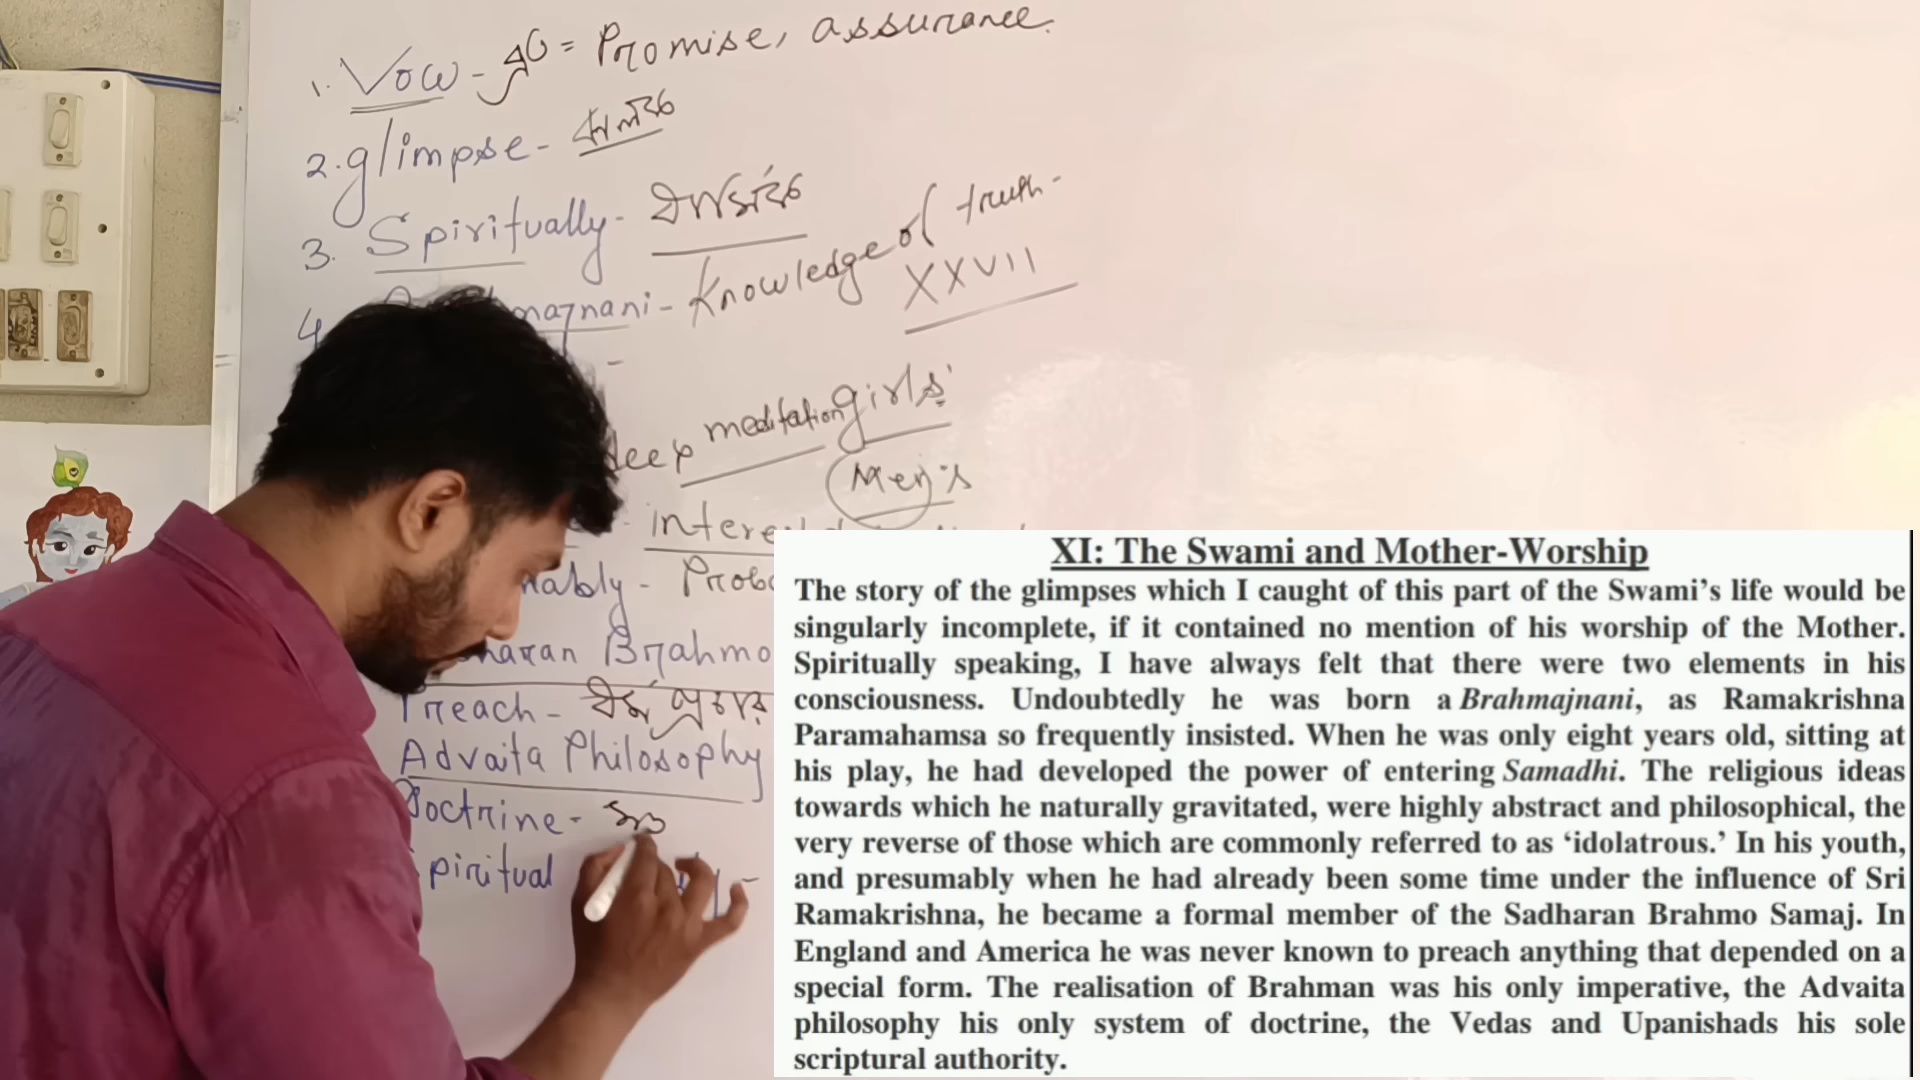 1. Vow - ব্রত = Promise, assurance.
2. glimpse - ঝলক
3. Spiritually -
4. majnani - Knowledge of truth -
XXVII
deep meditation girls'
Men's
- intere
nably - Proba
haran Brahmo
Preach - ধর্ম প্রচার
Advaita Philosophy
Doctrine - মত
Spiritual
XI: The Swami and Mother-Worship
The story of the glimpses which I caught of this part of the Swami's life would be
singularly incomplete, if it contained no mention of his worship of the Mother.
Spiritually speaking, I have always felt that there were two elements in his
consciousness. Undoubtedly he was born a Brahmajnani, as Ramakrishna
Paramahamsa so frequently insisted. When he was only eight years old, sitting at
his play, he had developed the power of entering Samadhi. The religious ideas
towards which he naturally gravitated, were highly abstract and philosophical, the
very reverse of those which are commonly referred to as ‘idolatrous.’ In his youth,
and presumably when he had already been some time under the influence of Sri
Ramakrishna, he became a formal member of the Sadharan Brahmo Samaj. In
England and America he was never known to preach anything that depended on a
special form. The realisation of Brahman was his only imperative, the Advaita
philosophy his only system of doctrine, the Vedas and Upanishads his sole
scriptural authority.